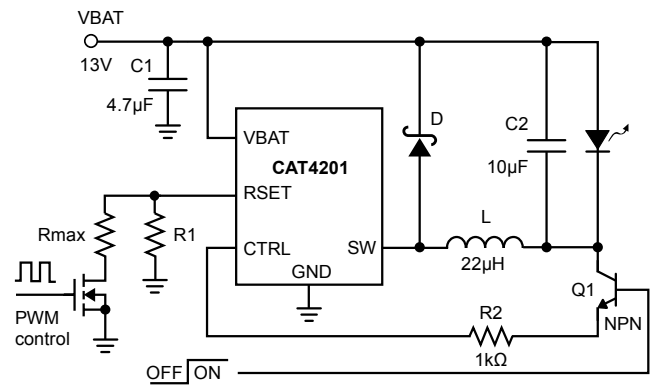 VBAT
13V
C1
4.7µF
D
C2
10µF
VBAT
CAT4201
RSET
CTRL
SW
GND
L
22µH
Rmax
R1
PWM
control
Q1
NPN
R2
1kΩ
OFF ON